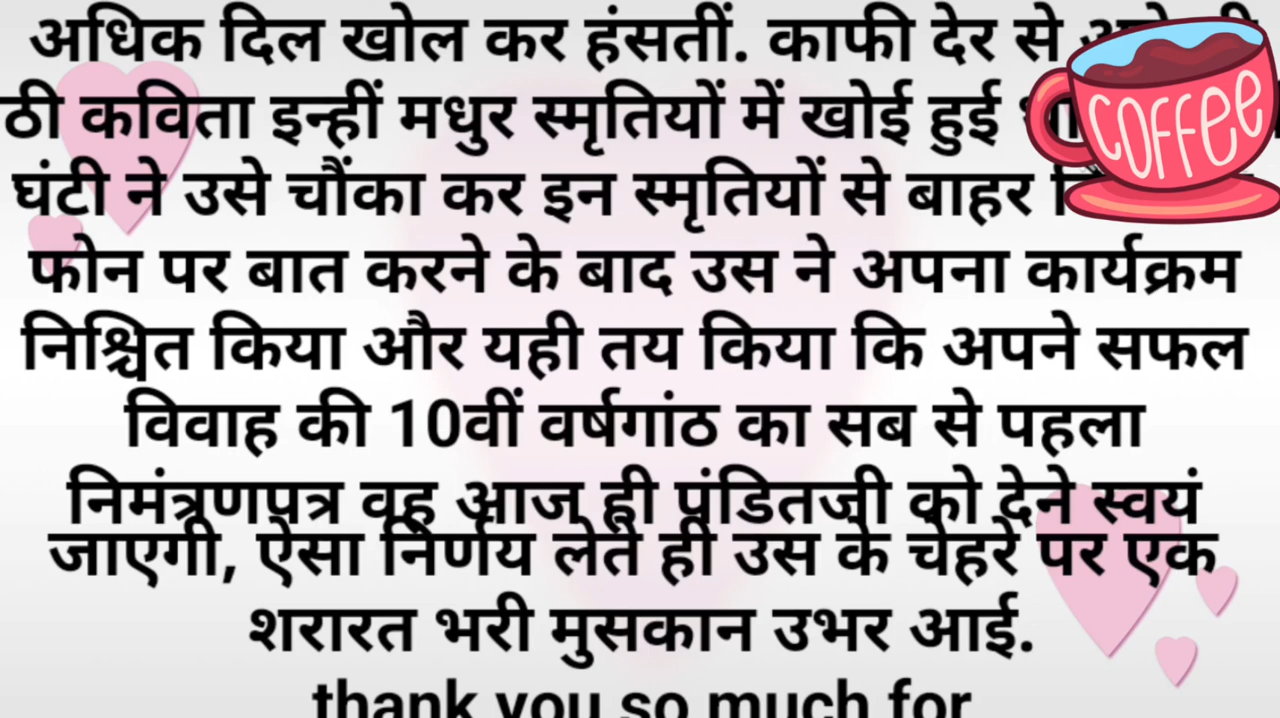 अधिक दिल खोल कर हंसतीं. काफी देर से
ठी कविता इन्हीं मधुर स्मृतियों में खोई हुई
घंटी ने उसे चौंका कर इन स्मृतियों से बाहर
फोन पर बात करने के बाद उस ने अपना कार्यक्रम
निश्चित किया और यही तय किया कि अपने सफल
विवाह की 10वीं वर्षगांठ का सब से पहला
निमंत्रणपत्र वह आज ही पंडितजी को देने स्वयं
जाएगी, ऐसा निर्णय लेते ही उस के चेहरे पर एक
शरारत भरी मुसकान उभर आई.
thank you so much for
COFFee